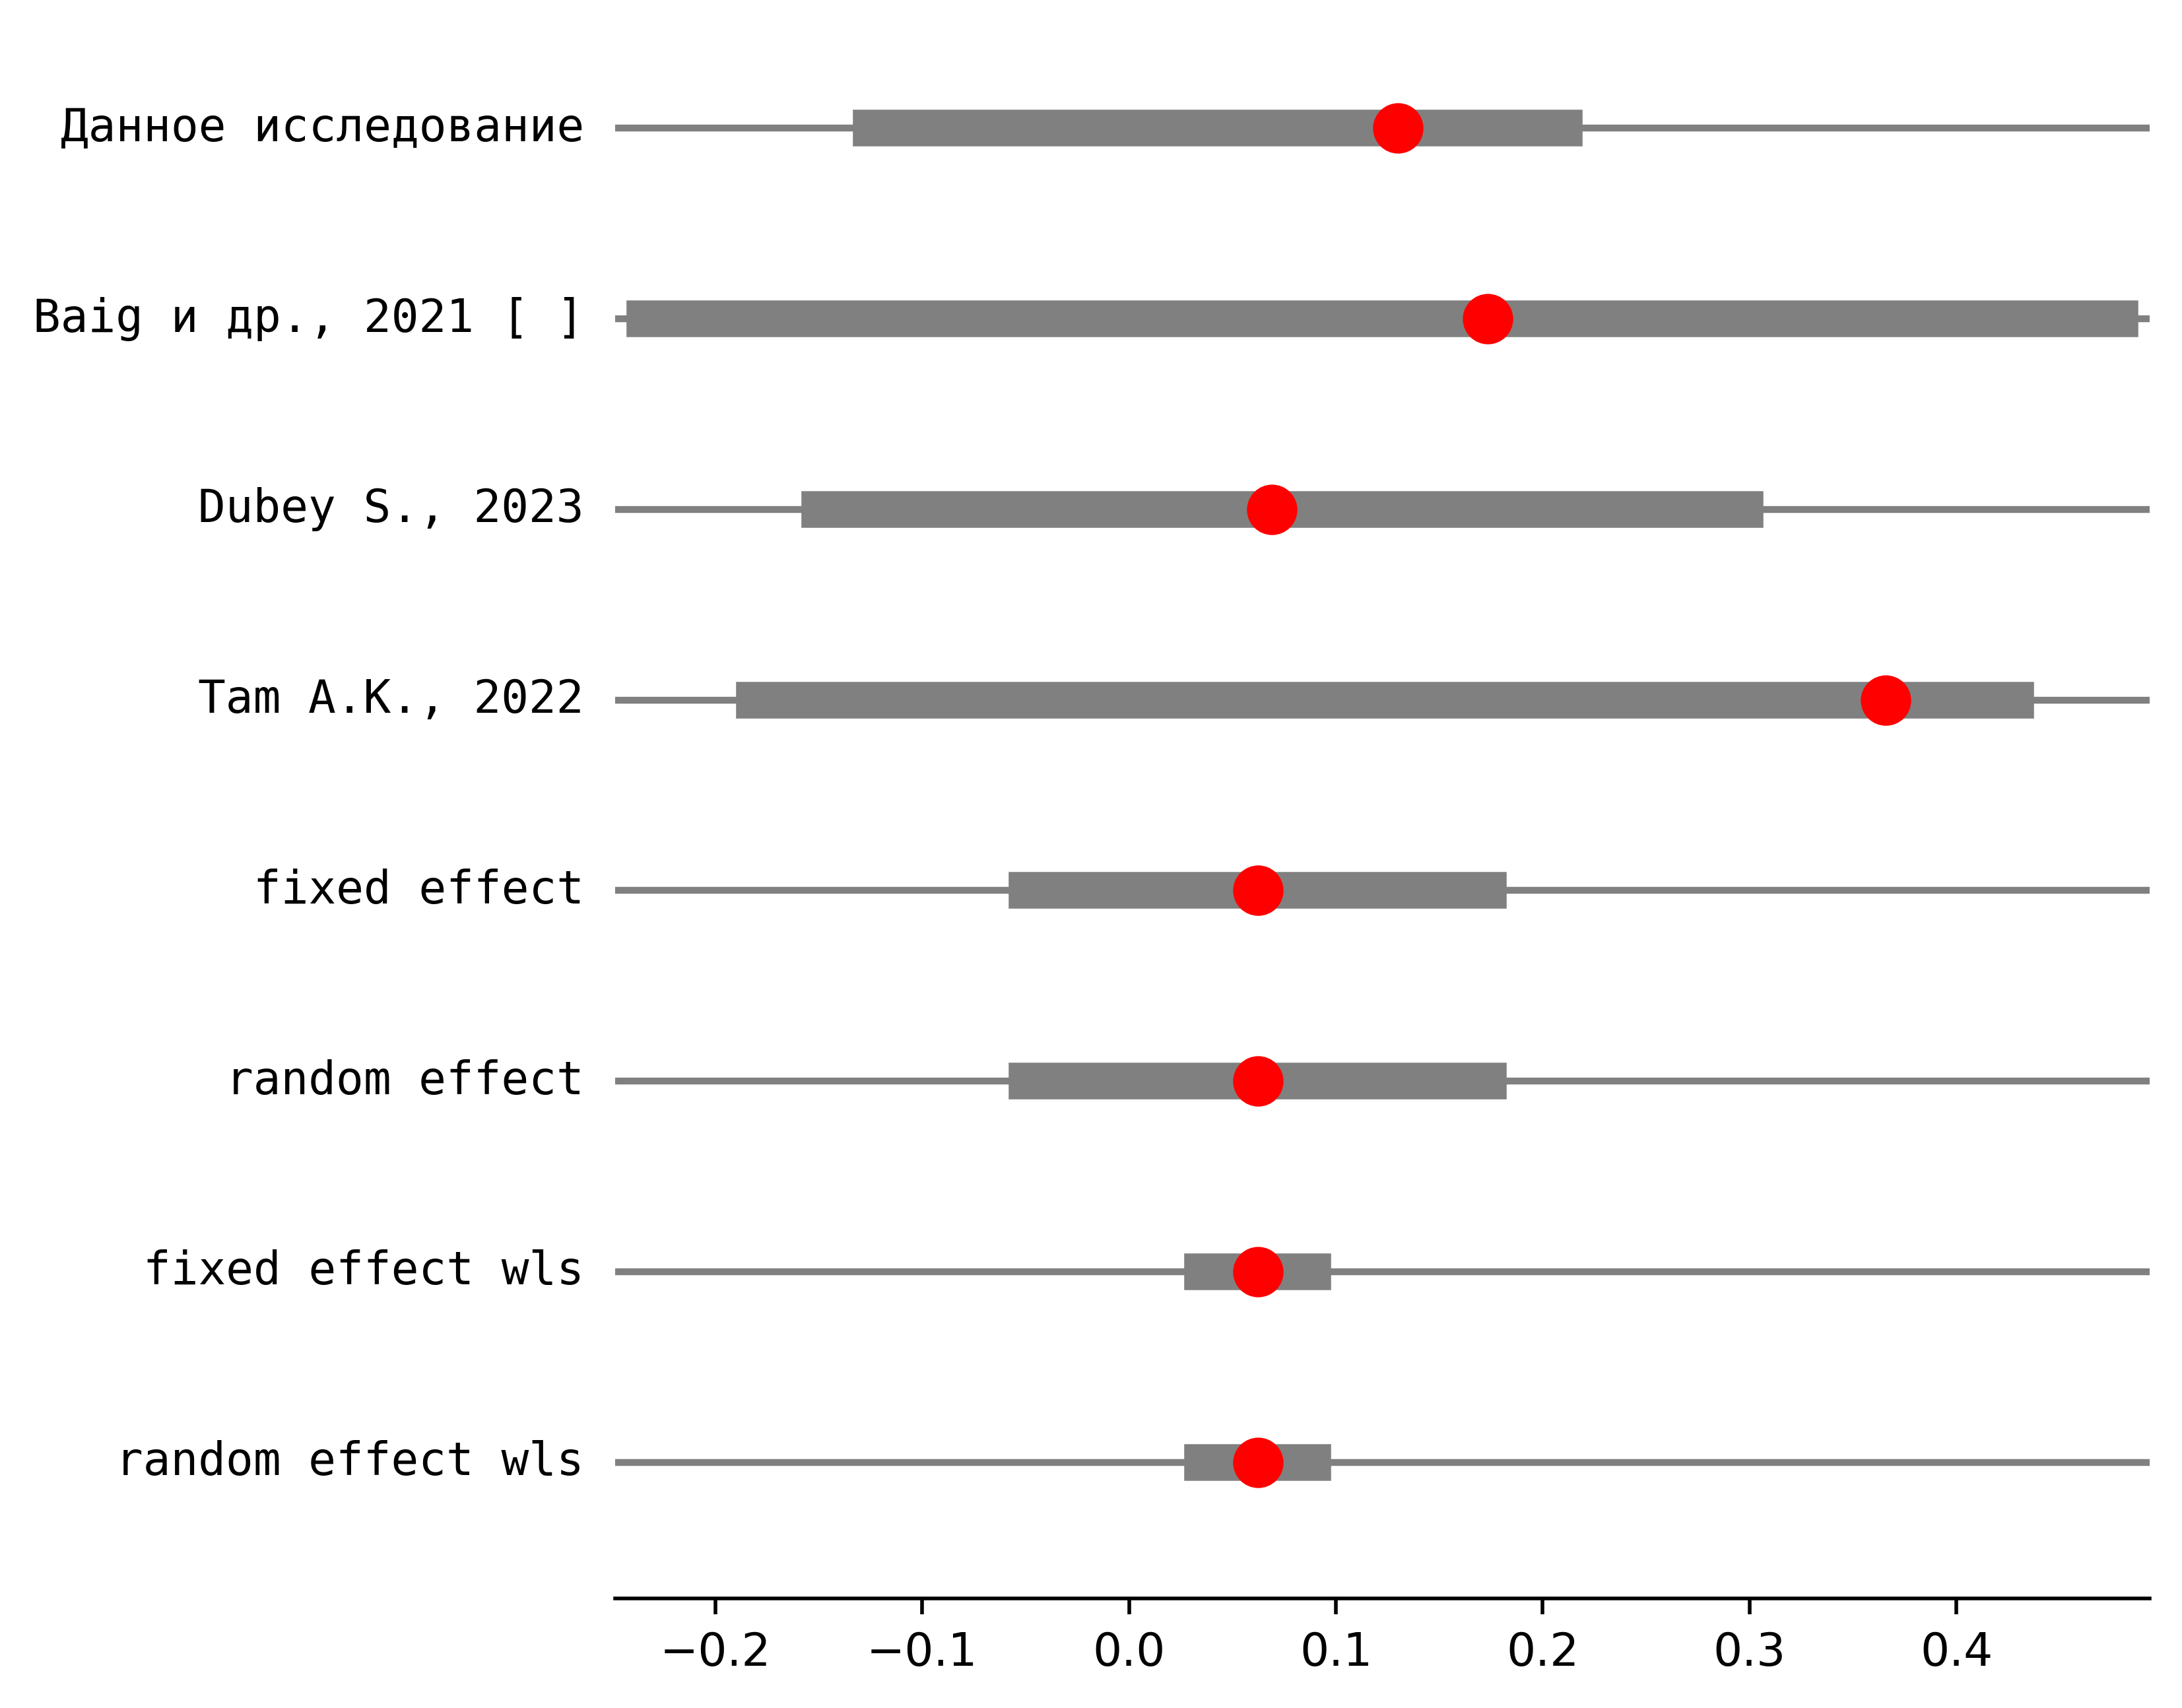 Данное исследование
Baig и др., 2021 [ ]
Dubey S., 2023
Tam A.K., 2022
fixed effect
random effect
fixed effect wls
random effect wls
−0.2 −0.1 0.0 0.1 0.2 0.3 0.4